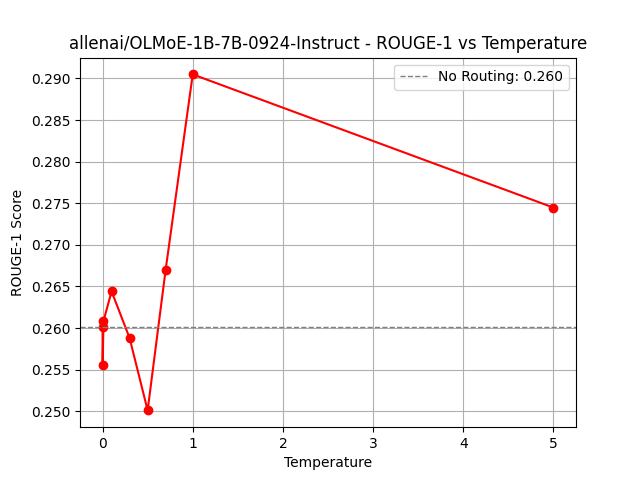 allenai/OLMoE-1B-7B-0924-Instruct - ROUGE-1 vs Temperature
No Routing: 0.260
0.290
0.285
0.280
0.275
0.270
0.265
0.260
0.255
0.250
ROUGE-1 Score
0 1 2 3 4 5
Temperature